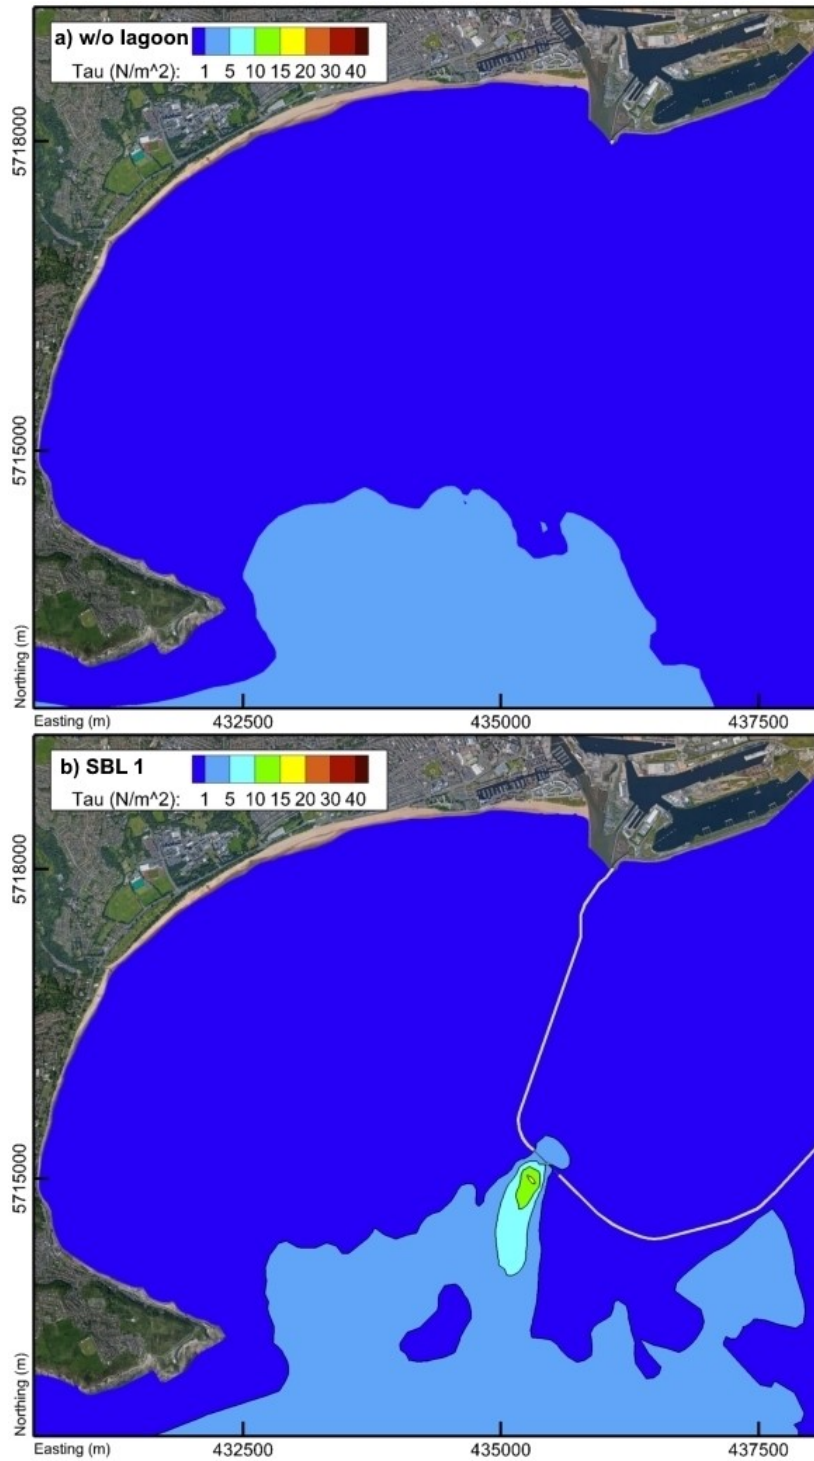 a) w/o lagoon
Tau (N/m^2): 1 5 10 15 20 30 40
5718000
5715000
Northing (m)
Easting (m) 432500 435000 437500
b) SBL 1
Tau (N/m^2): 1 5 10 15 20 30 40
5718000
5715000
Northing (m)
Easting (m) 432500 435000 437500